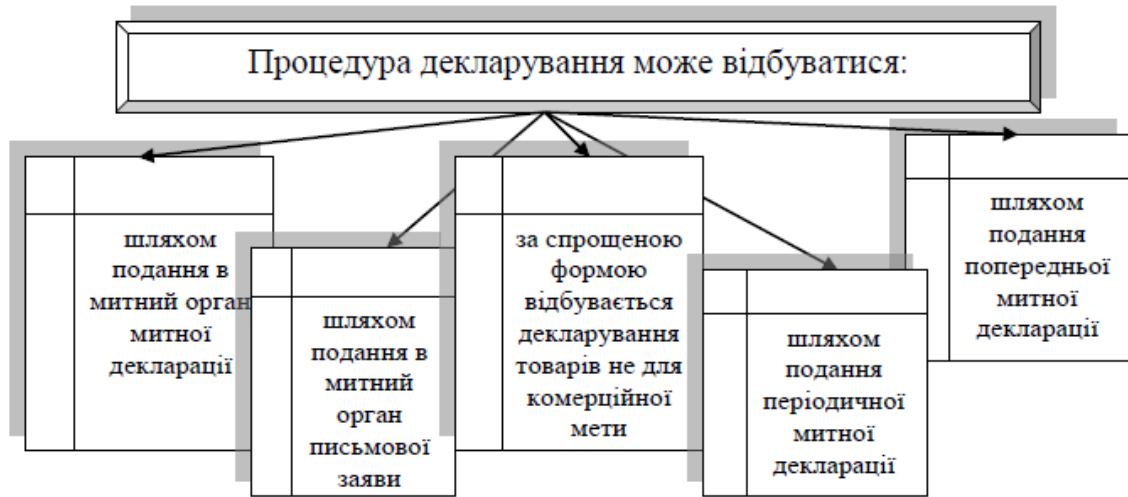 Процедура декларування може відбуватися:
шляхом
подання в
митний орган
митної
декларації
шляхом
подання в
митний
орган
письмової
заяви
за спрощеною
формою
відбувається
декларування
товарів не для
комерційної
мети
шляхом
подання
періодичної
митної
декларації
шляхом
подання
попередньої
митної
декларації